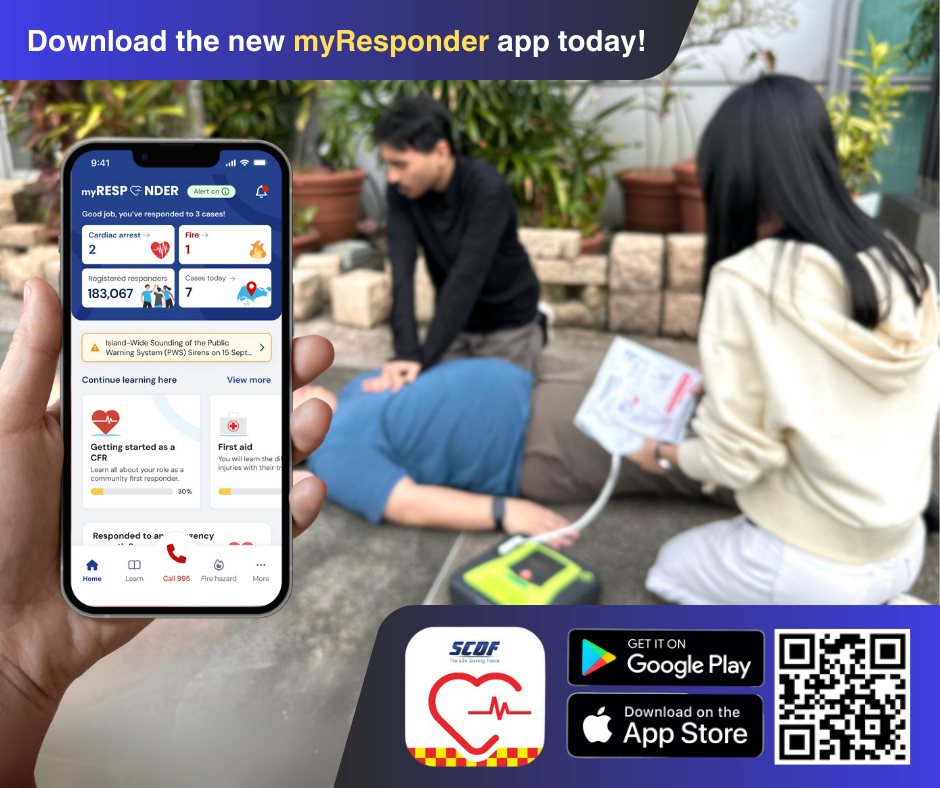 Download the new myResponder app today!
9:41
myRESPONDER
Alert on
Good job, you've responded to 3 cases!
Cardiac arrest →
2
Fire →
1
Registered responders
183,067
Cases today →
7
Island-Wide Sounding of the Public
Warning System (PWS) Sirens on 15 Sept...
Continue learning here
View more
Getting started as a
CFR
Learn all about your role as a
community first responder.
30%
First aid
You will learn the di
injuries with their tr
Responded to an
gency
Home
Learn
Call 995
Fire hazard
More
SCDF
The Life Saving Force
GET IT ON
Google Play
Download on the
App Store